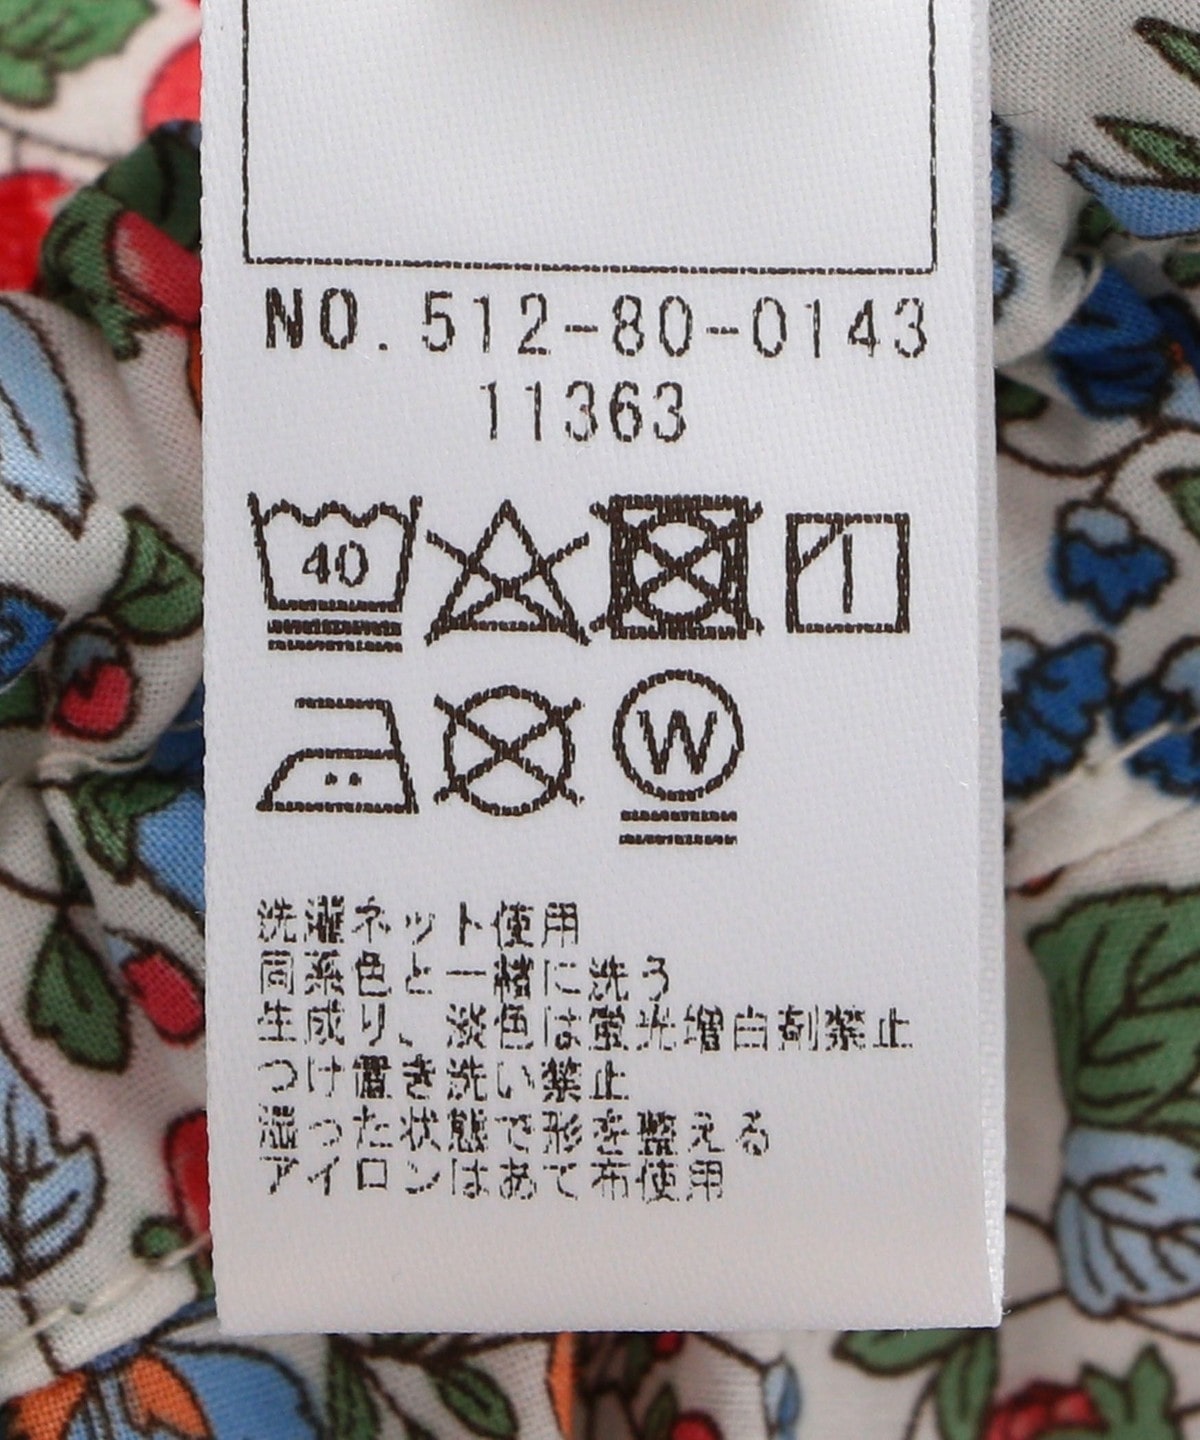 NO. 512-80-0143
11363
40
W
洗濯ネット使用
同系色と一緒に洗う
生成り、淡色は蛍光増白剤禁止
つけ置き洗い禁止
湿った状態で形を整える
アイロンはあて布使用